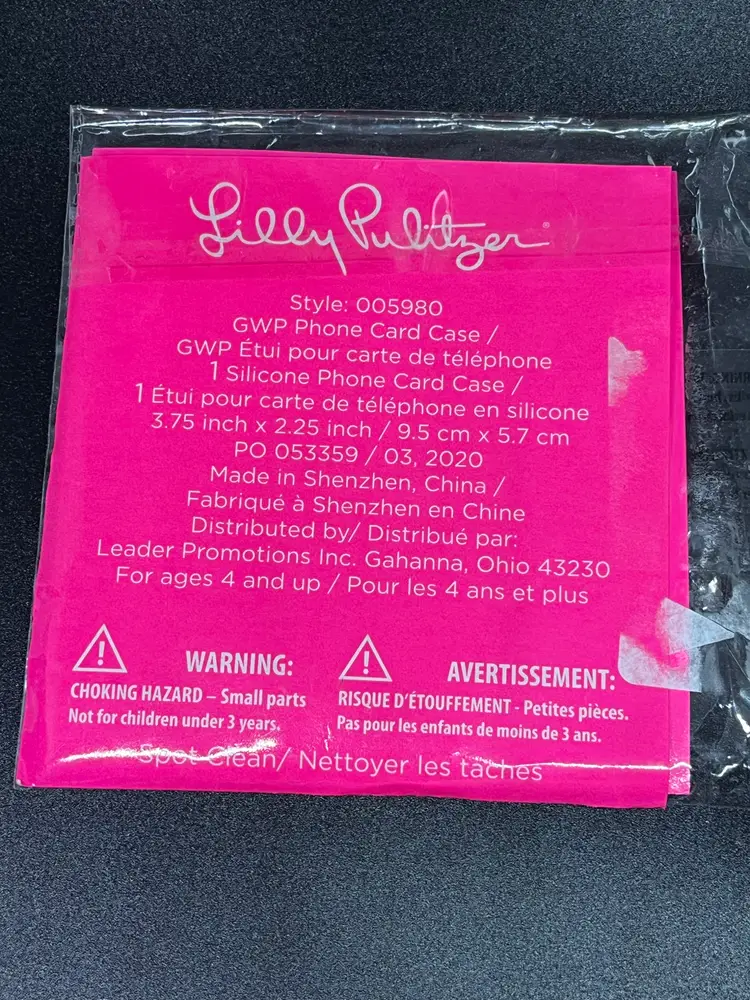 Lilly Pulitzer®
Style: 005980
GWP Phone Card Case /
GWP Étui pour carte de téléphone
1 Silicone Phone Card Case /
1 Étui pour carte de téléphone en silicone
3.75 inch x 2.25 inch / 9.5 cm x 5.7 cm
PO 053359 / 03, 2020
Made in Shenzhen, China /
Fabriqué à Shenzhen en Chine
Distributed by/ Distribué par:
Leader Promotions Inc. Gahanna, Ohio 43230
For ages 4 and up / Pour les 4 ans et plus
WARNING:
CHOKING HAZARD – Small parts
Not for children under 3 years.
AVERTISSEMENT:
RISQUE D'ÉTOUFFEMENT - Petites pièces.
Pas pour les enfants de moins de 3 ans.
Spot Clean/ Nettoyer les taches